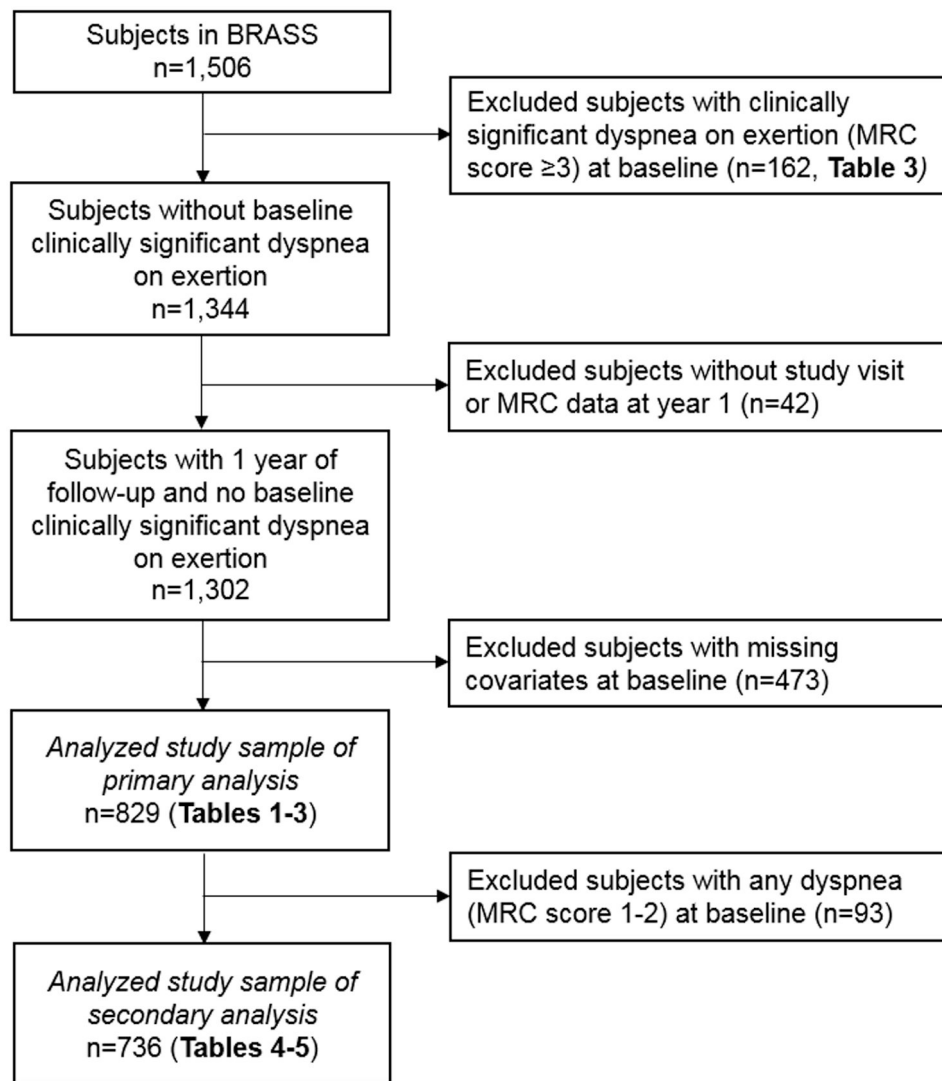 Subjects in BRASS
n=1,506
Excluded subjects with clinically
significant dyspnea on exertion (MRC
score ≥3) at baseline (n=162, Table 3)
Subjects without baseline
clinically significant dyspnea
on exertion
n=1,344
Excluded subjects without study visit
or MRC data at year 1 (n=42)
Subjects with 1 year of
follow-up and no baseline
clinically significant dyspnea
on exertion
n=1,302
Excluded subjects with missing
covariates at baseline (n=473)
Analyzed study sample of
primary analysis
n=829 (Tables 1-3)
Excluded subjects with any dyspnea
(MRC score 1-2) at baseline (n=93)
Analyzed study sample of
secondary analysis
n=736 (Tables 4-5)